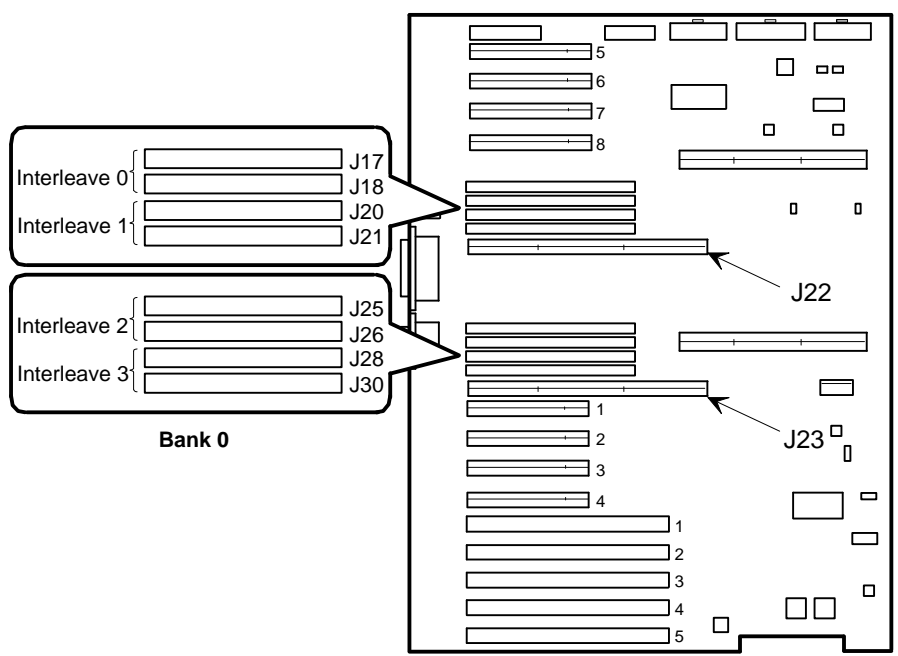 5
6
7
8
J17
Interleave 0
J18
J20
Interleave 1
J21
J22
J25
Interleave 2
J26
J28
Interleave 3
J30
Bank 0
J23
1
2
3
4
1
2
3
4
5